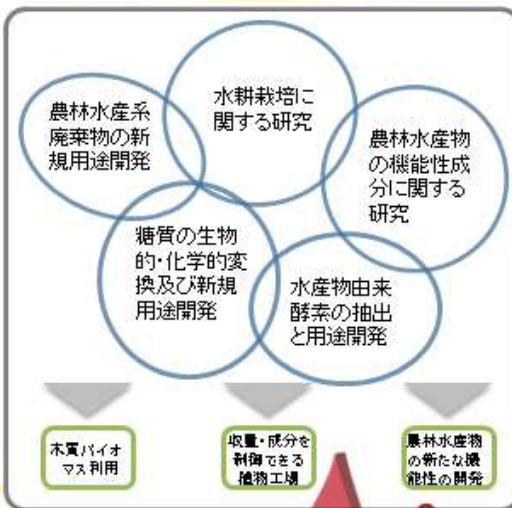 水耕栽培に
関する研究
農林水産系
廃棄物の新
規用途開発
農林水産物
の機能性成
分に関する
研究
糖質の生物
的・化学的変
換及び新規
用途開発
水産物由来
酵素の抽出
と用途開発
木質バイオ
マス利用
収量・成分を
制御できる
植物工場
農林水産物
の新たな機
能性の開発